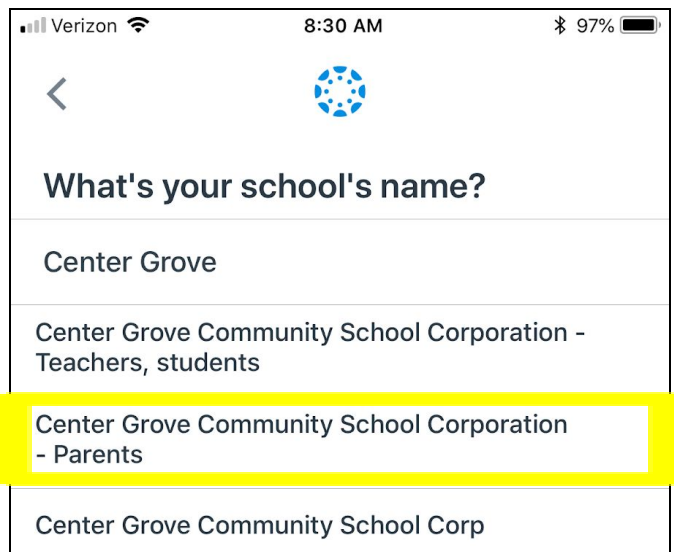 Verizon 8:30 AM 97%
What's your school's name?
Center Grove
Center Grove Community School Corporation -
Teachers, students
Center Grove Community School Corporation
- Parents
Center Grove Community School Corp